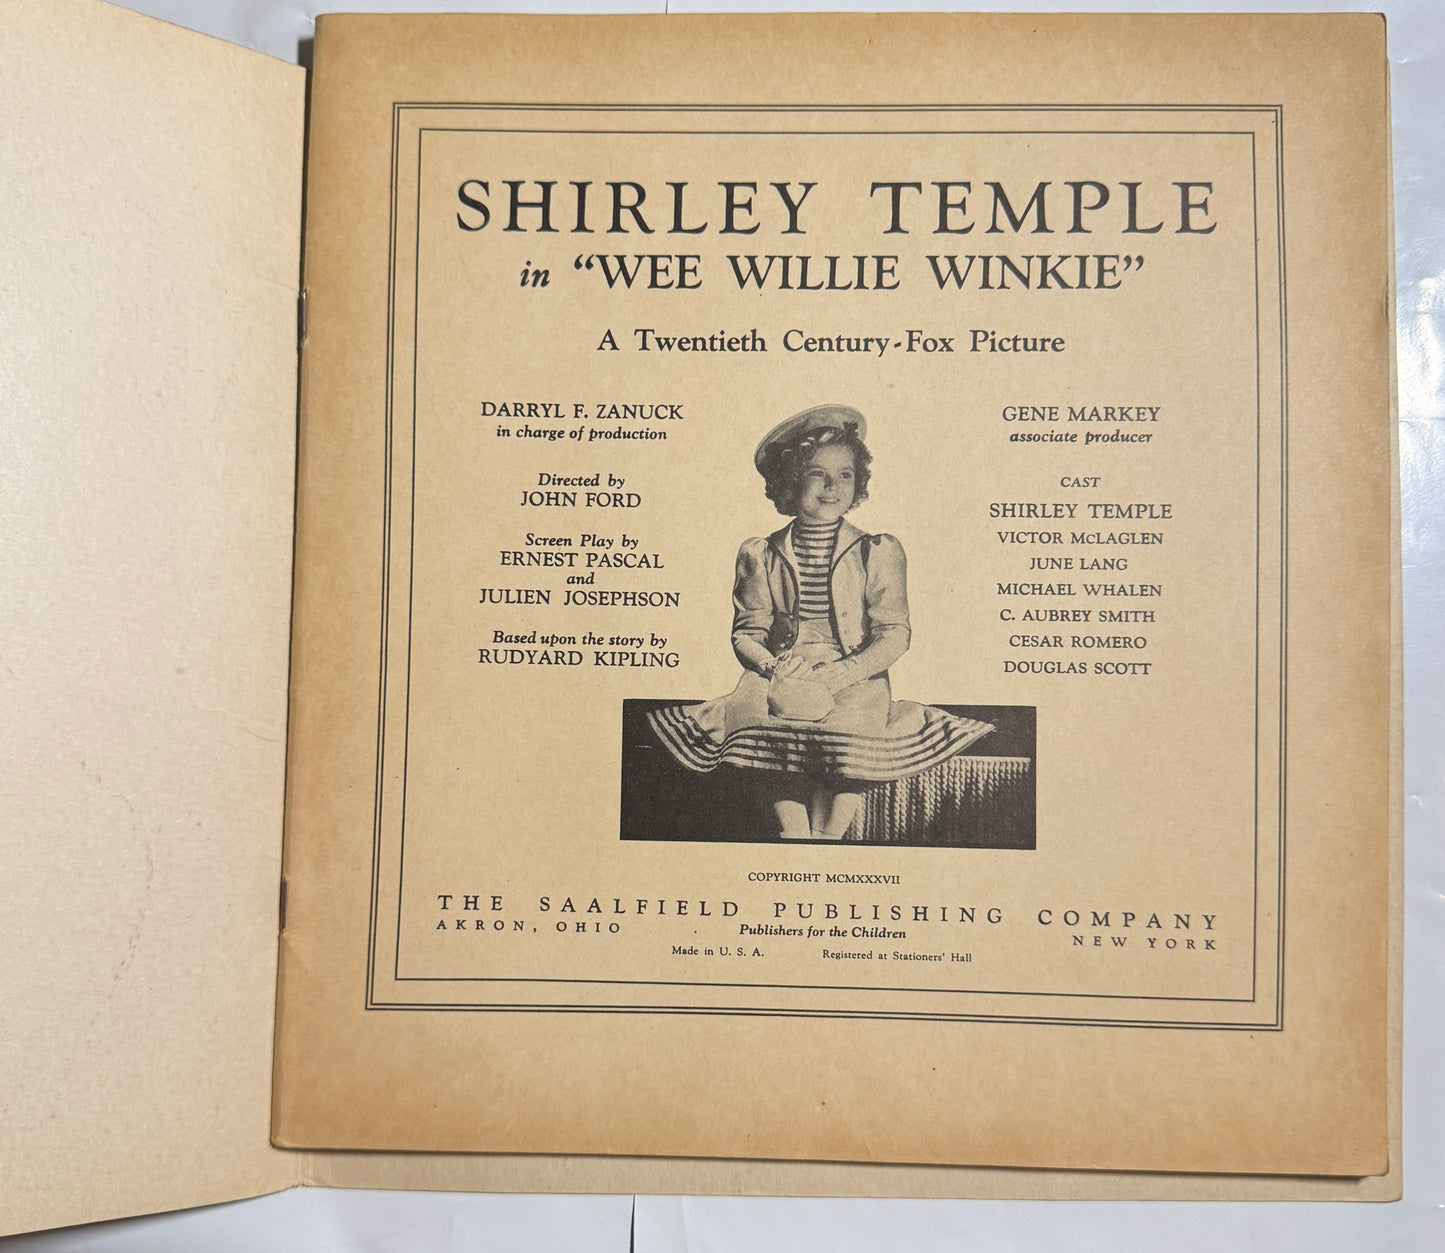 SHIRLEY TEMPLE
in "WEE WILLIE WINKIE"
A Twentieth Century-Fox Picture
DARRYL F. ZANUCK
in charge of production
Directed by
JOHN FORD
Screen Play by
ERNEST PASCAL
and
JULIEN JOSEPHSON
Based upon the story by
RUDYARD KIPLING
GENE MARKEY
associate producer
CAST
SHIRLEY TEMPLE
VICTOR McLAGLEN
JUNE LANG
MICHAEL WHALEN
C. AUBREY SMITH
CESAR ROMERO
DOUGLAS SCOTT
COPYRIGHT MCMXXXVII
THE SAALFIELD PUBLISHING COMPANY
AKRON, OHIO Publishers for the Children NEW YORK
Made in U. S. A. Registered at Stationers' Hall